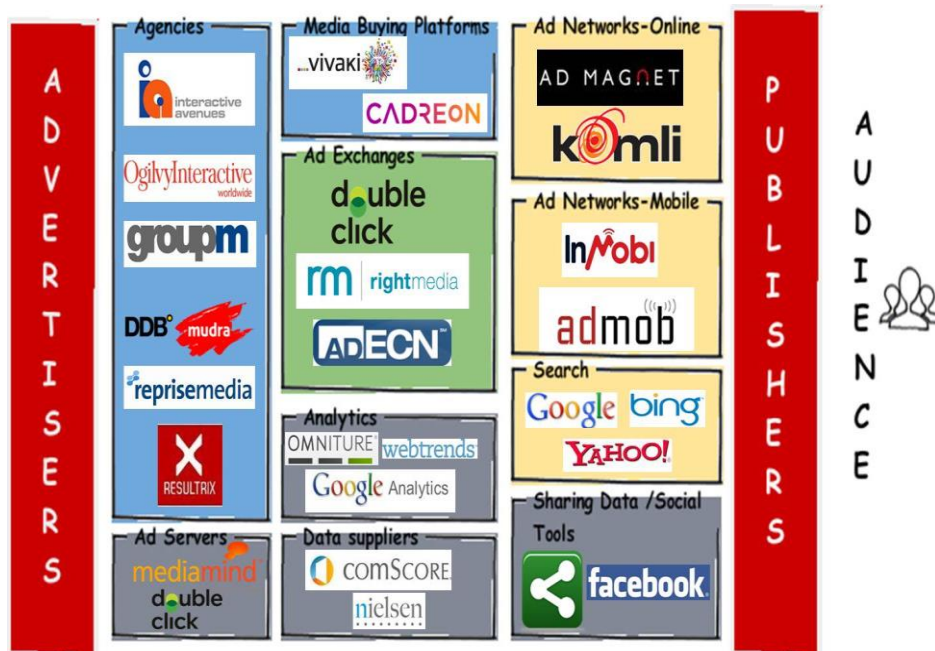 ADVERTISERS
Agencies
ia interactive
avenues
OgilvyInteractive
worldwide
groupm
DDB° mudra
reprisemedia
X
RESULTRIX
Ad Servers
mediamind
double
click
Media Buying Platforms
...vivaki
CADREON
Ad Exchanges
double
click
rm | rightmedia
ADECN
Analytics
OMNITURE® webtrends
Google Analytics
Data suppliers
comSCORE.
nielsen
Ad Networks-Online
AD MAGNET
komli
Ad Networks-Mobile
InMobi
admob
Search
Google bing
YAHOO!
Sharing Data /Social
Tools
facebook
PUBLISHERS
AUDIENCE